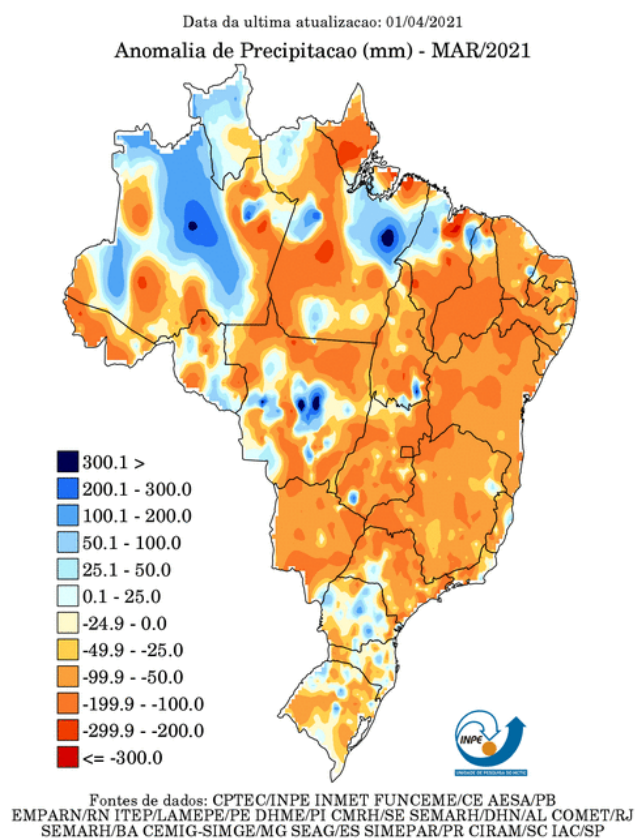 Data da ultima atualizacao: 01/04/2021
Anomalia de Precipitacao (mm) - MAR/2021
300.1 >
200.1 - 300.0
100.1 - 200.0
50.1 - 100.0
25.1 - 50.0
0.1 - 25.0
-24.9 - 0.0
-49.9 - -25.0
-99.9 - -50.0
-199.9 - -100.0
-299.9 - -200.0
<= -300.0
INPE
UNIDADE DE PESQUISA DO MCTIC
Fontes de dados: CPTEC/INPE INMET FUNCEME/CE AESA/PB
EMPARN/RN ITEP/LAMEPE/PE DHME/PI CMRH/SE SEMARH/DHN/AL COMET/RJ
SEMARH/BA CEMIG-SIMGE/MG SEAG/ES SIMEPAR/PR CIRAM/SC IAC/SP